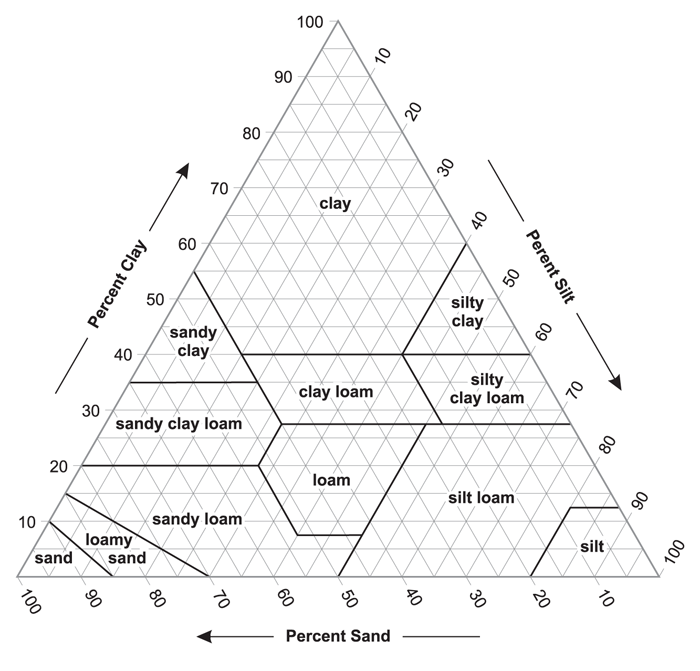 100
10
90
20
80
30
70
clay
40
60
50
50
silty
clay
sandy
clay
60
40
silty
clay loam
clay loam
70
30
sandy clay loam
80
20
loam
silt loam
90
sandy loam
10
loamy
sand
sand
silt
100
100
90
80
70
60
50
40
30
20
10
Percent Clay
Perent Silt
Percent Sand